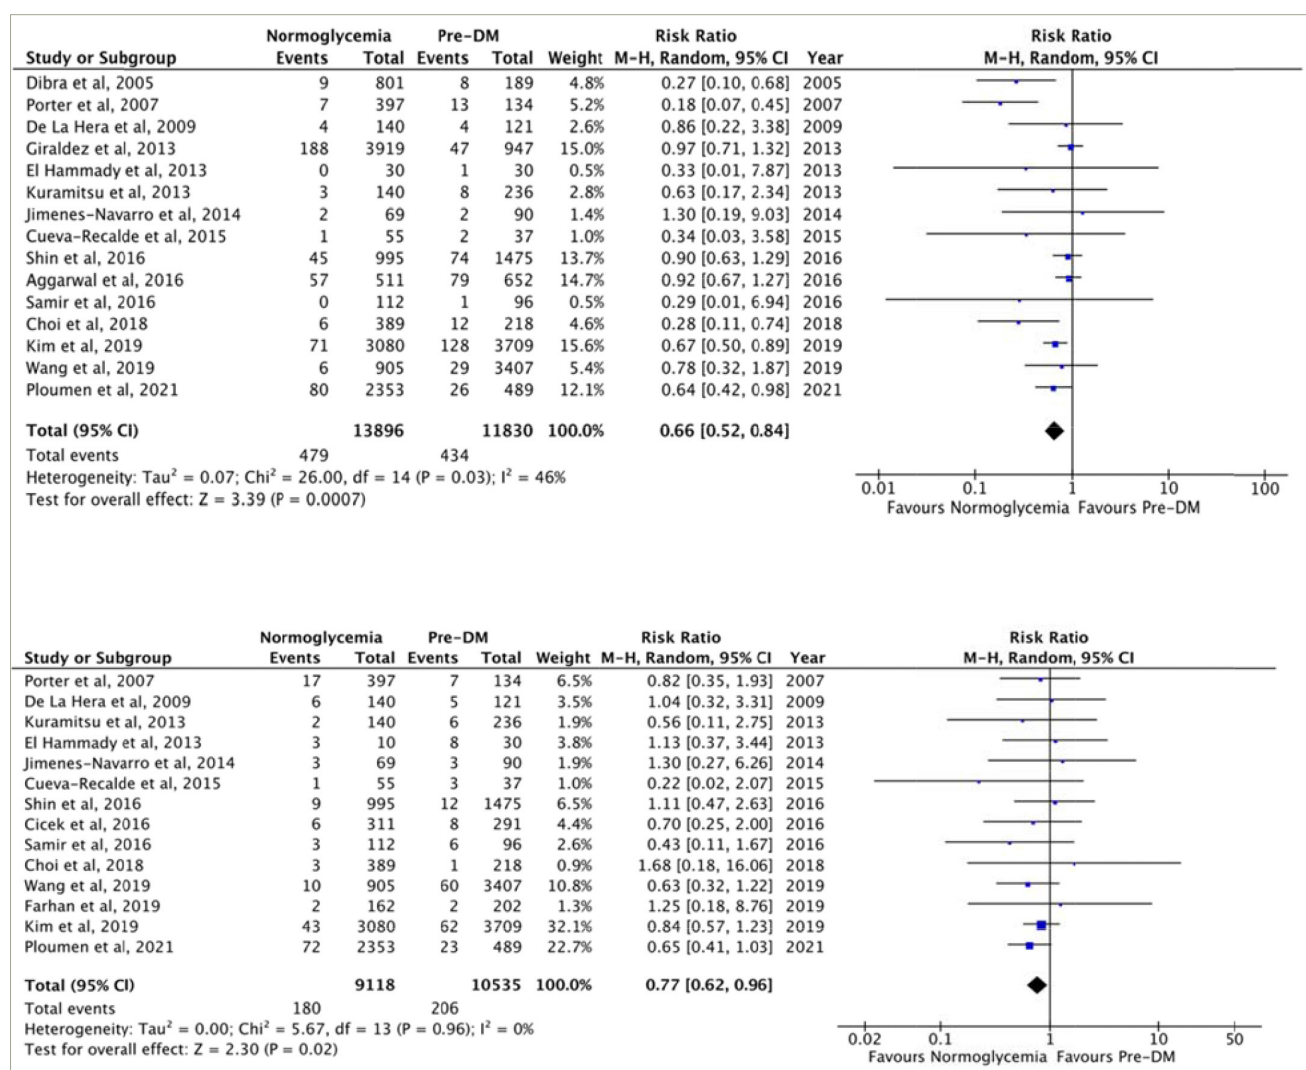 Normoglycemia Pre-DM Risk Ratio Risk Ratio
Study or Subgroup Events Total Events Total Weight M-H, Random, 95% CI Year M-H, Random, 95% CI
Dibra et al, 2005 9 801 8 189 4.8% 0.27 [0.10, 0.68] 2005
Porter et al, 2007 7 397 13 134 5.2% 0.18 [0.07, 0.45] 2007
De La Hera et al, 2009 4 140 4 121 2.6% 0.86 [0.22, 3.38] 2009
Giraldez et al, 2013 188 3919 47 947 15.0% 0.97 [0.71, 1.32] 2013
El Hammady et al, 2013 0 30 1 30 0.5% 0.33 [0.01, 7.87] 2013
Kuramitsu et al, 2013 3 140 8 236 2.8% 0.63 [0.17, 2.34] 2013
Jimenes-Navarro et al, 2014 2 69 2 90 1.4% 1.30 [0.19, 9.03] 2014
Cueva-Recalde et al, 2015 1 55 2 37 1.0% 0.34 [0.03, 3.58] 2015
Shin et al, 2016 45 995 74 1475 13.7% 0.90 [0.63, 1.29] 2016
Aggarwal et al, 2016 57 511 79 652 14.7% 0.92 [0.67, 1.27] 2016
Samir et al, 2016 0 112 1 96 0.5% 0.29 [0.01, 6.94] 2016
Choi et al, 2018 6 389 12 218 4.6% 0.28 [0.11, 0.74] 2018
Kim et al, 2019 71 3080 128 3709 15.6% 0.67 [0.50, 0.89] 2019
Wang et al, 2019 6 905 29 3407 5.4% 0.78 [0.32, 1.87] 2019
Ploumen et al, 2021 80 2353 26 489 12.1% 0.64 [0.42, 0.98] 2021
Total (95% CI) 13896 11830 100.0% 0.66 [0.52, 0.84]
Total events 479 434
Heterogeneity: Tau² = 0.07; Chi² = 26.00, df = 14 (P = 0.03); I² = 46%
Test for overall effect: Z = 3.39 (P = 0.0007)
0.01 0.1 1 10 100
Favours Normoglycemia Favours Pre-DM
Normoglycemia Pre-DM Risk Ratio Risk Ratio
Study or Subgroup Events Total Events Total Weight M-H, Random, 95% CI Year M-H, Random, 95% CI
Porter et al, 2007 17 397 7 134 6.5% 0.82 [0.35, 1.93] 2007
De La Hera et al, 2009 6 140 5 121 3.5% 1.04 [0.32, 3.31] 2009
Kuramitsu et al, 2013 2 140 6 236 1.9% 0.56 [0.11, 2.75] 2013
El Hammady et al, 2013 3 10 8 30 3.8% 1.13 [0.37, 3.44] 2013
Jimenes-Navarro et al, 2014 3 69 3 90 1.9% 1.30 [0.27, 6.26] 2014
Cueva-Recalde et al, 2015 1 55 3 37 1.0% 0.22 [0.02, 2.07] 2015
Shin et al, 2016 9 995 12 1475 6.5% 1.11 [0.47, 2.63] 2016
Cicek et al, 2016 6 311 8 291 4.4% 0.70 [0.25, 2.00] 2016
Samir et al, 2016 3 112 6 96 2.6% 0.43 [0.11, 1.67] 2016
Choi et al, 2018 3 389 1 218 0.9% 1.68 [0.18, 16.06] 2018
Wang et al, 2019 10 905 60 3407 10.8% 0.63 [0.32, 1.22] 2019
Farhan et al, 2019 2 162 2 202 1.3% 1.25 [0.18, 8.76] 2019
Kim et al, 2019 43 3080 62 3709 32.1% 0.84 [0.57, 1.23] 2019
Ploumen et al, 2021 72 2353 23 489 22.7% 0.65 [0.41, 1.03] 2021
Total (95% CI) 9118 10535 100.0% 0.77 [0.62, 0.96]
Total events 180 206
Heterogeneity: Tau² = 0.00; Chi² = 5.67, df = 13 (P = 0.96); I² = 0%
Test for overall effect: Z = 2.30 (P = 0.02)
0.02 0.1 1 10 50
Favours Normoglycemia Favours Pre-DM